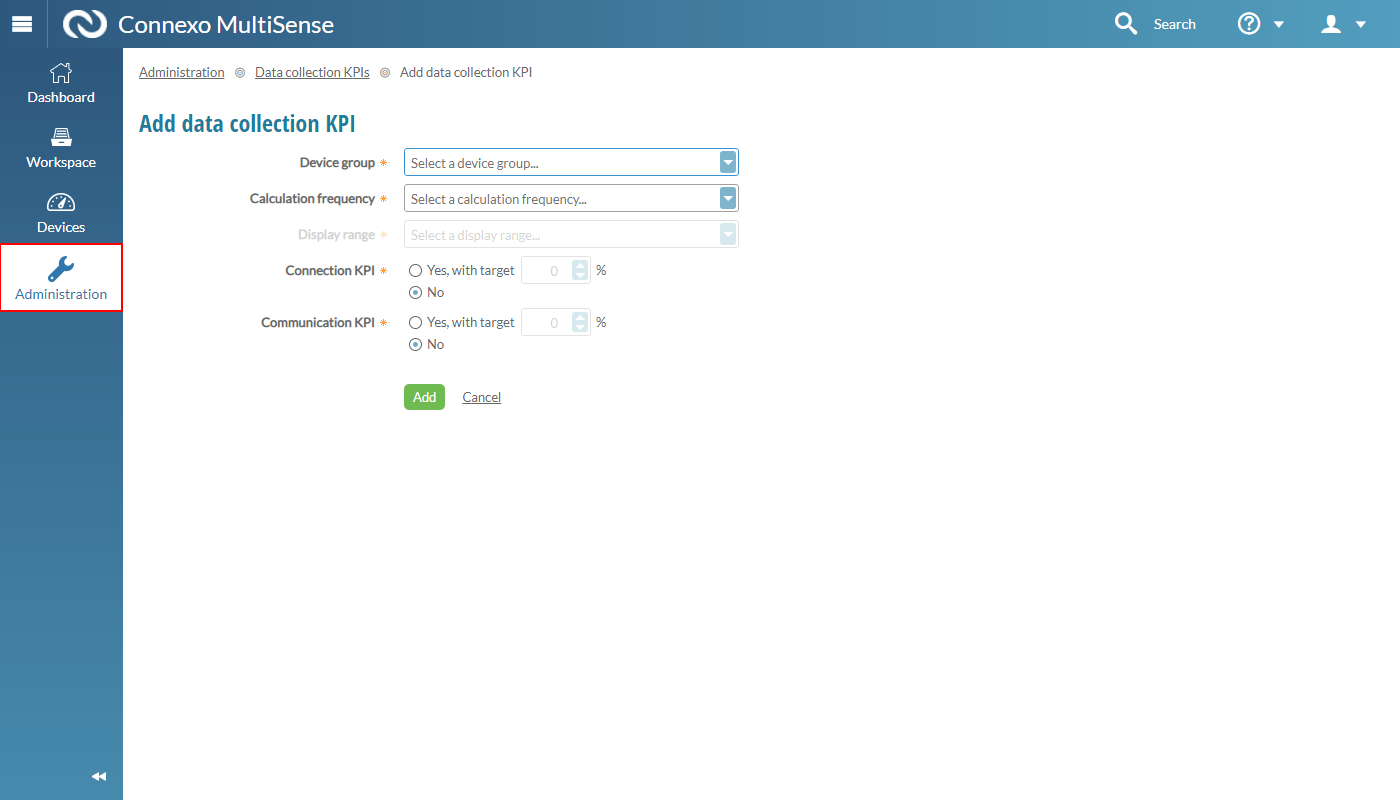 Connexo MultiSense
Search
Dashboard
Workspace
Devices
Administration
Administration Data collection KPIs Add data collection KPI
Add data collection KPI
Device group * Select a device group...
Calculation frequency * Select a calculation frequency...
Display range * Select a display range...
Connection KPI * Yes, with target 0 %
No
Communication KPI * Yes, with target 0 %
No
Add Cancel